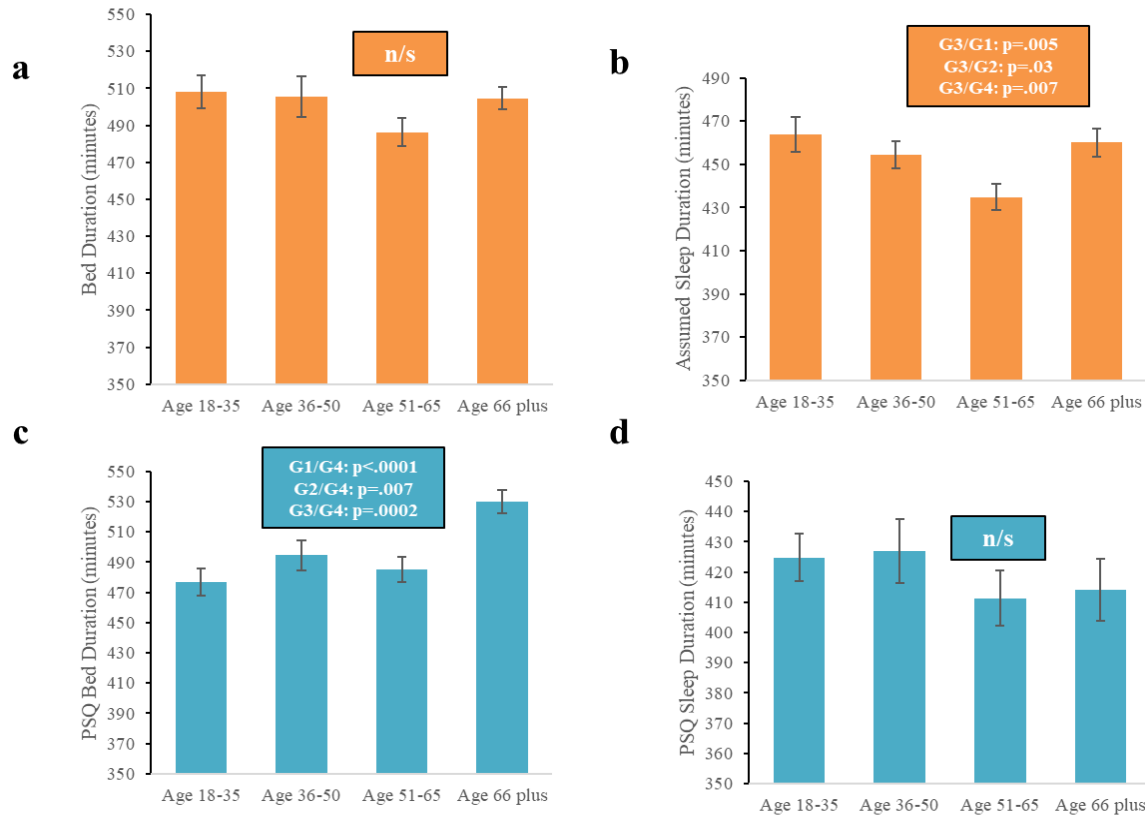 a
n/s
Bed Duration (minutes)
550
530
510
490
470
450
430
410
390
370
350
Age 18-35 Age 36-50 Age 51-65 Age 66 plus
b
G3/G1: p=.005
G3/G2: p=.03
G3/G4: p=.007
Assumed Sleep Duration (minutes)
490
470
450
430
410
390
370
350
Age 18-35 Age 36-50 Age 51-65 Age 66 plus
c
G1/G4: p<.0001
G2/G4: p=.007
G3/G4: p=.0002
PSQ Bed Duration (minutes)
550
530
510
490
470
450
430
410
390
370
350
Age 18-35 Age 36-50 Age 51-65 Age 66 plus
d
n/s
PSQ Sleep Duration (minutes)
450
440
430
420
410
400
390
380
370
360
350
Age 18-35 Age 36-50 Age 51-65 Age 66 plus